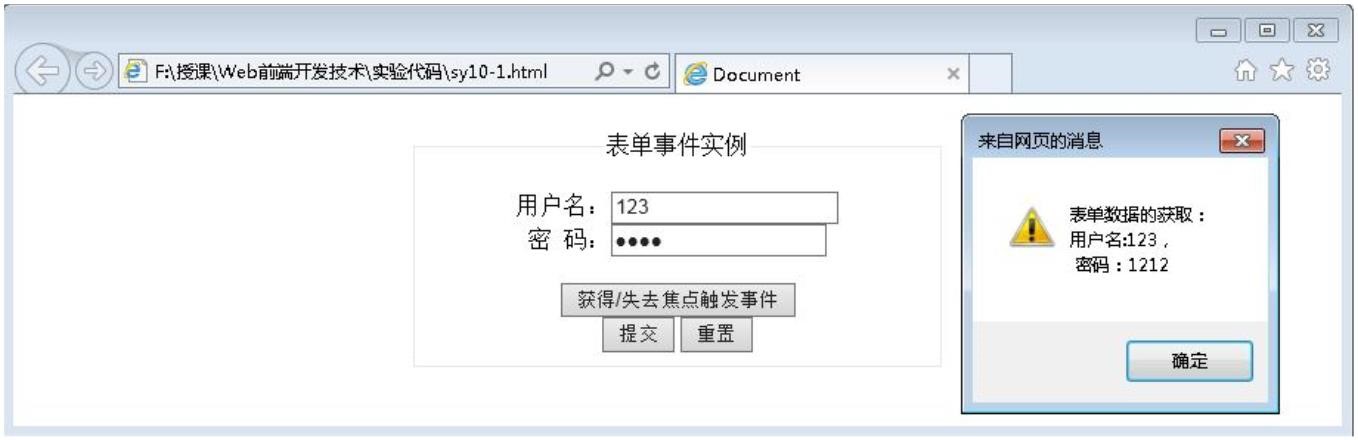 F:\授课\Web前端开发技术\实验代码\sy10-1.html
Document
表单事件实例
用户名：123
密 码：••••
获得/失去焦点触发事件
提交 重置
来自网页的消息
表单数据的获取：
用户名:123，
密码：1212
确定